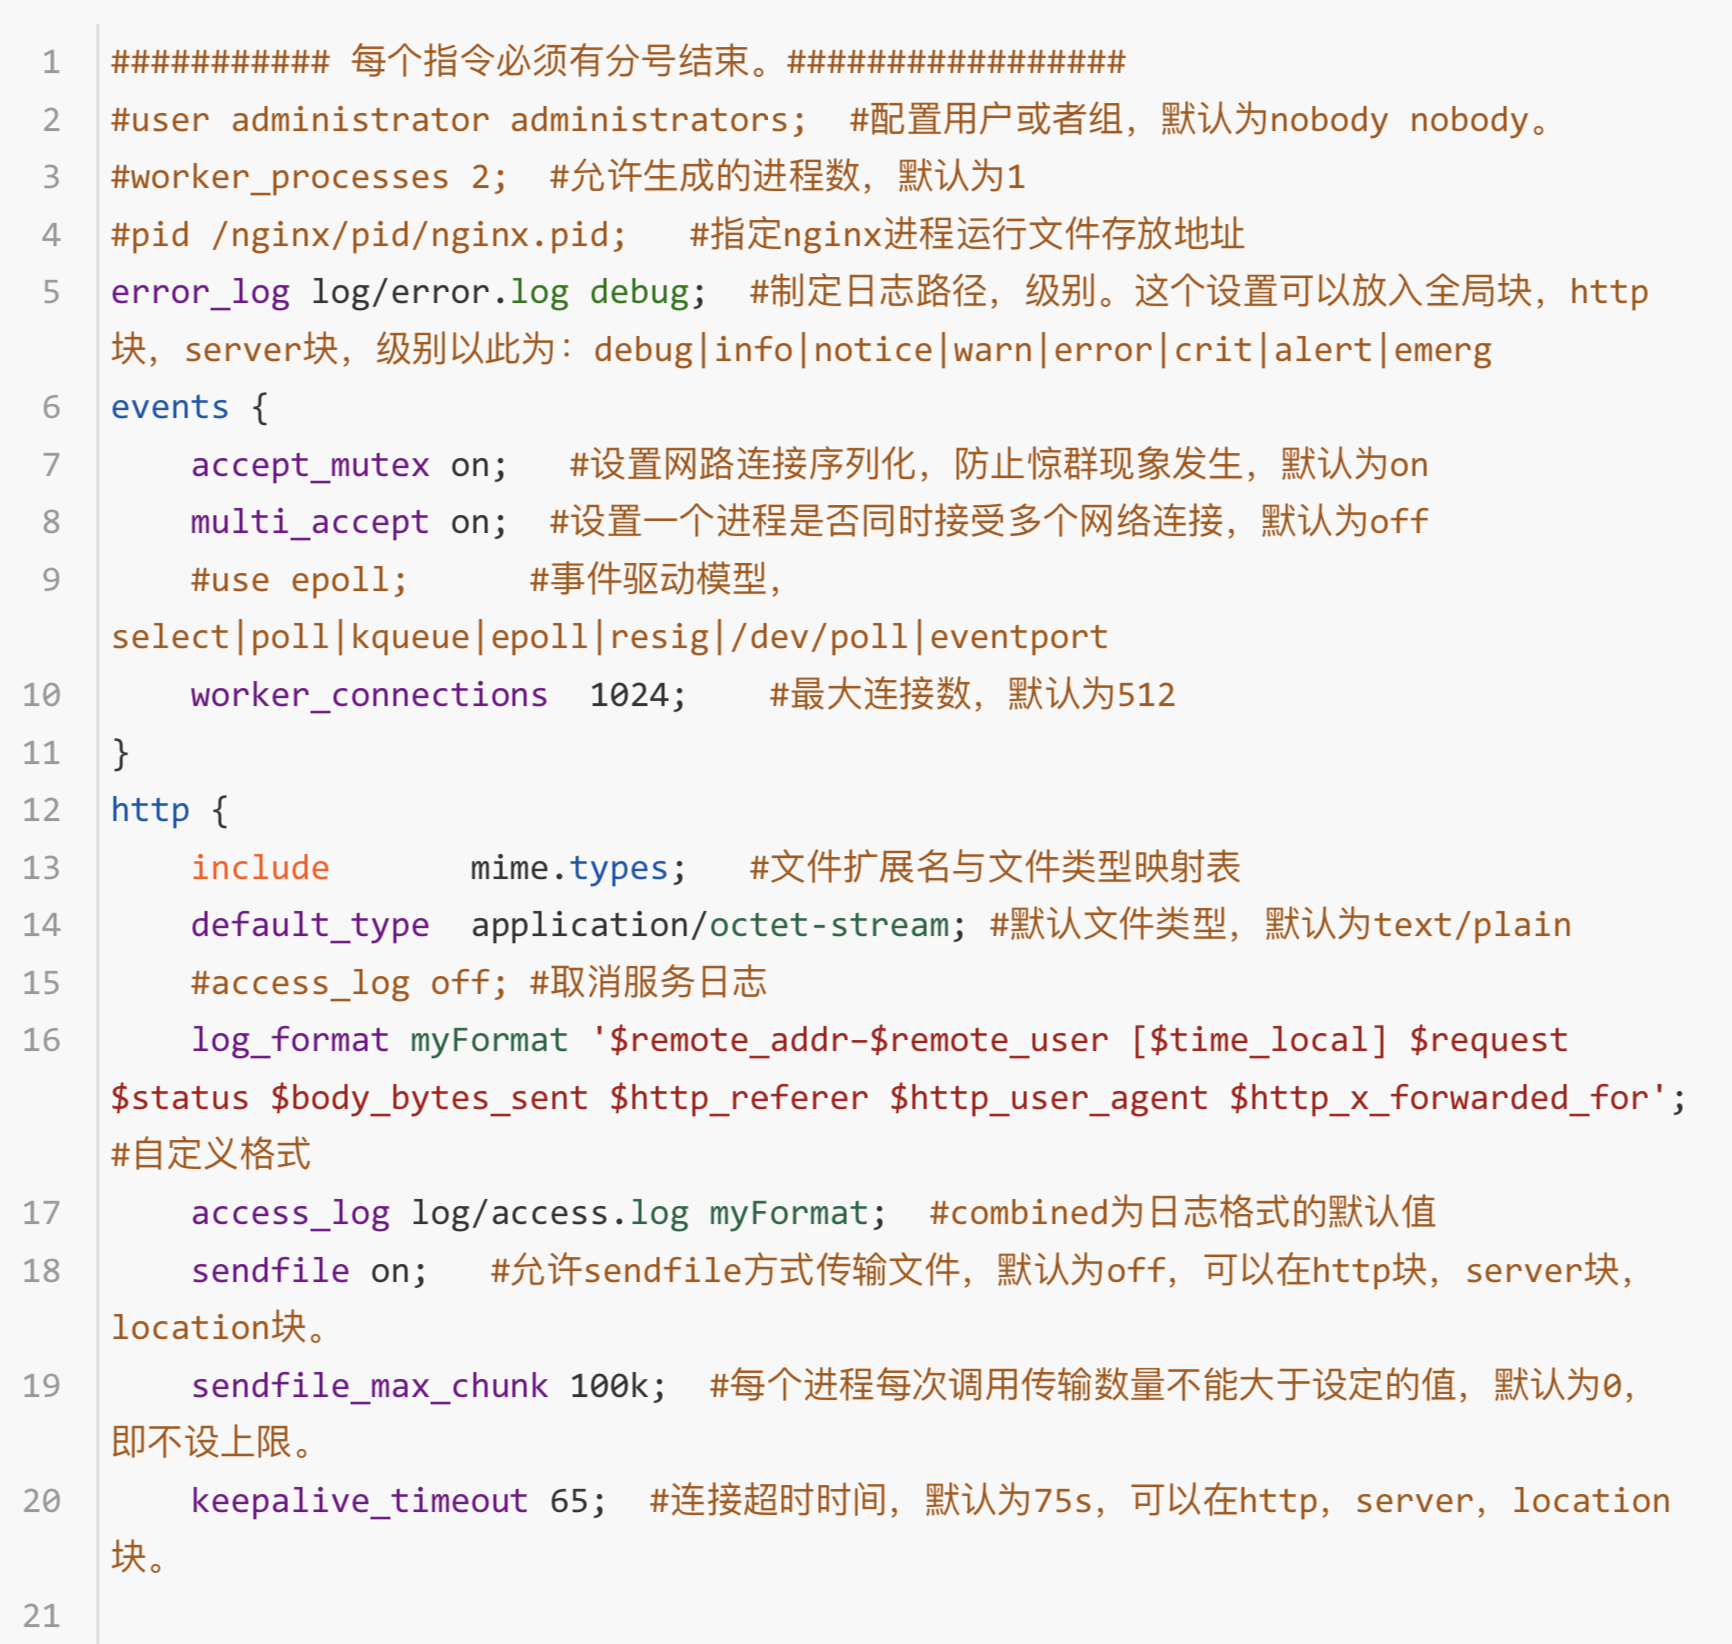 1 ########### 每个指令必须有分号结束。#################
2 #user administrator administrators;  #配置用户或者组，默认为nobody nobody。
3 #worker_processes 2;  #允许生成的进程数，默认为1
4 #pid /nginx/pid/nginx.pid;   #指定nginx进程运行文件存放地址
5 error_log log/error.log debug;  #制定日志路径，级别。这个设置可以放入全局块，http
块，server块，级别以此为：debug|info|notice|warn|error|crit|alert|emerg
6 events {
7     accept_mutex on;   #设置网路连接序列化，防止惊群现象发生，默认为on
8     multi_accept on;  #设置一个进程是否同时接受多个网络连接，默认为off
9     #use epoll;      #事件驱动模型，
select|poll|kqueue|epoll|resig|/dev/poll|eventport
10     worker_connections  1024;    #最大连接数，默认为512
11 }
12 http {
13     include       mime.types;   #文件扩展名与文件类型映射表
14     default_type  application/octet-stream; #默认文件类型，默认为text/plain
15     #access_log off; #取消服务日志
16     log_format myFormat '$remote_addr–$remote_user [$time_local] $request
$status $body_bytes_sent $http_referer $http_user_agent $http_x_forwarded_for';
#自定义格式
17     access_log log/access.log myFormat;  #combined为日志格式的默认值
18     sendfile on;   #允许sendfile方式传输文件，默认为off，可以在http块，server块，
location块。
19     sendfile_max_chunk 100k;  #每个进程每次调用传输数量不能大于设定的值，默认为0，
即不设上限。
20     keepalive_timeout 65;  #连接超时时间，默认为75s，可以在http，server，location
块。
21